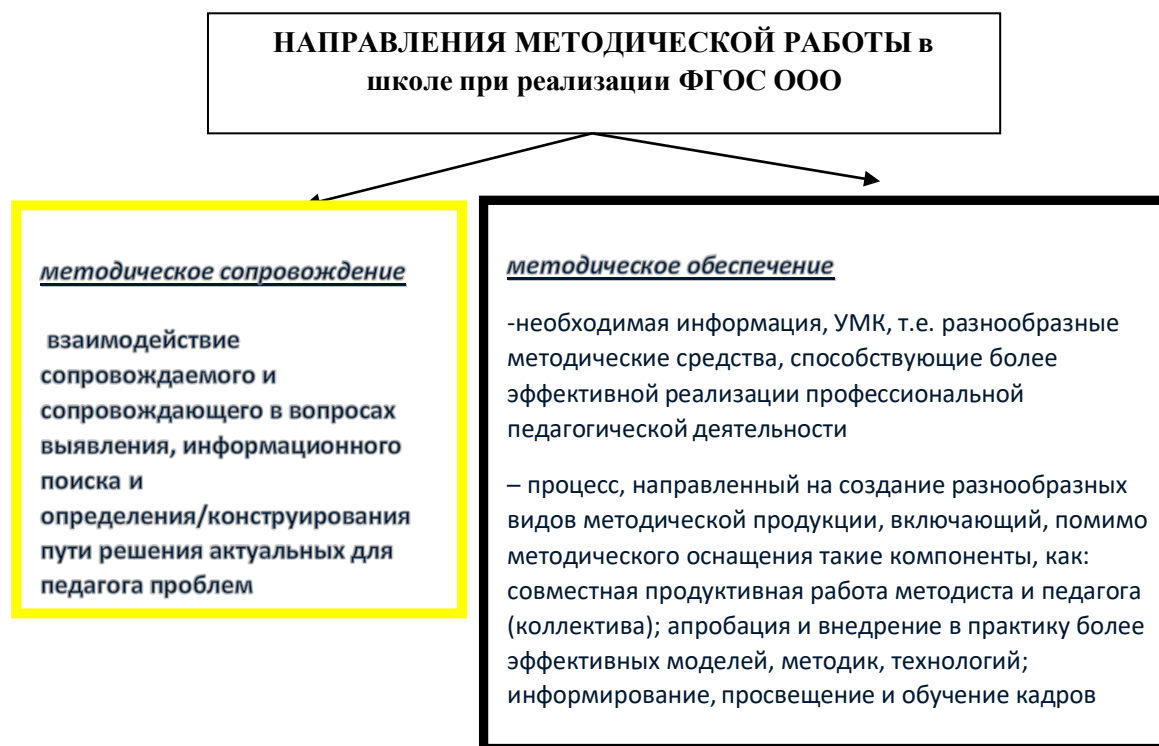 НАПРАВЛЕНИЯ МЕТОДИЧЕСКОЙ РАБОТЫ в
школе при реализации ФГОС ООО
методическое сопровождение
взаимодействие
сопровождаемого и
сопровождающего в вопросах
выявления, информационного
поиска и
определения/конструирования
пути решения актуальных для
педагога проблем
методическое обеспечение
-необходимая информация, УМК, т.е. разнообразные
методические средства, способствующие более
эффективной реализации профессиональной
педагогической деятельности
– процесс, направленный на создание разнообразных
видов методической продукции, включающий, помимо
методического оснащения такие компоненты, как:
совместная продуктивная работа методиста и педагога
(коллектива); апробация и внедрение в практику более
эффективных моделей, методик, технологий;
информирование, просвещение и обучение кадров